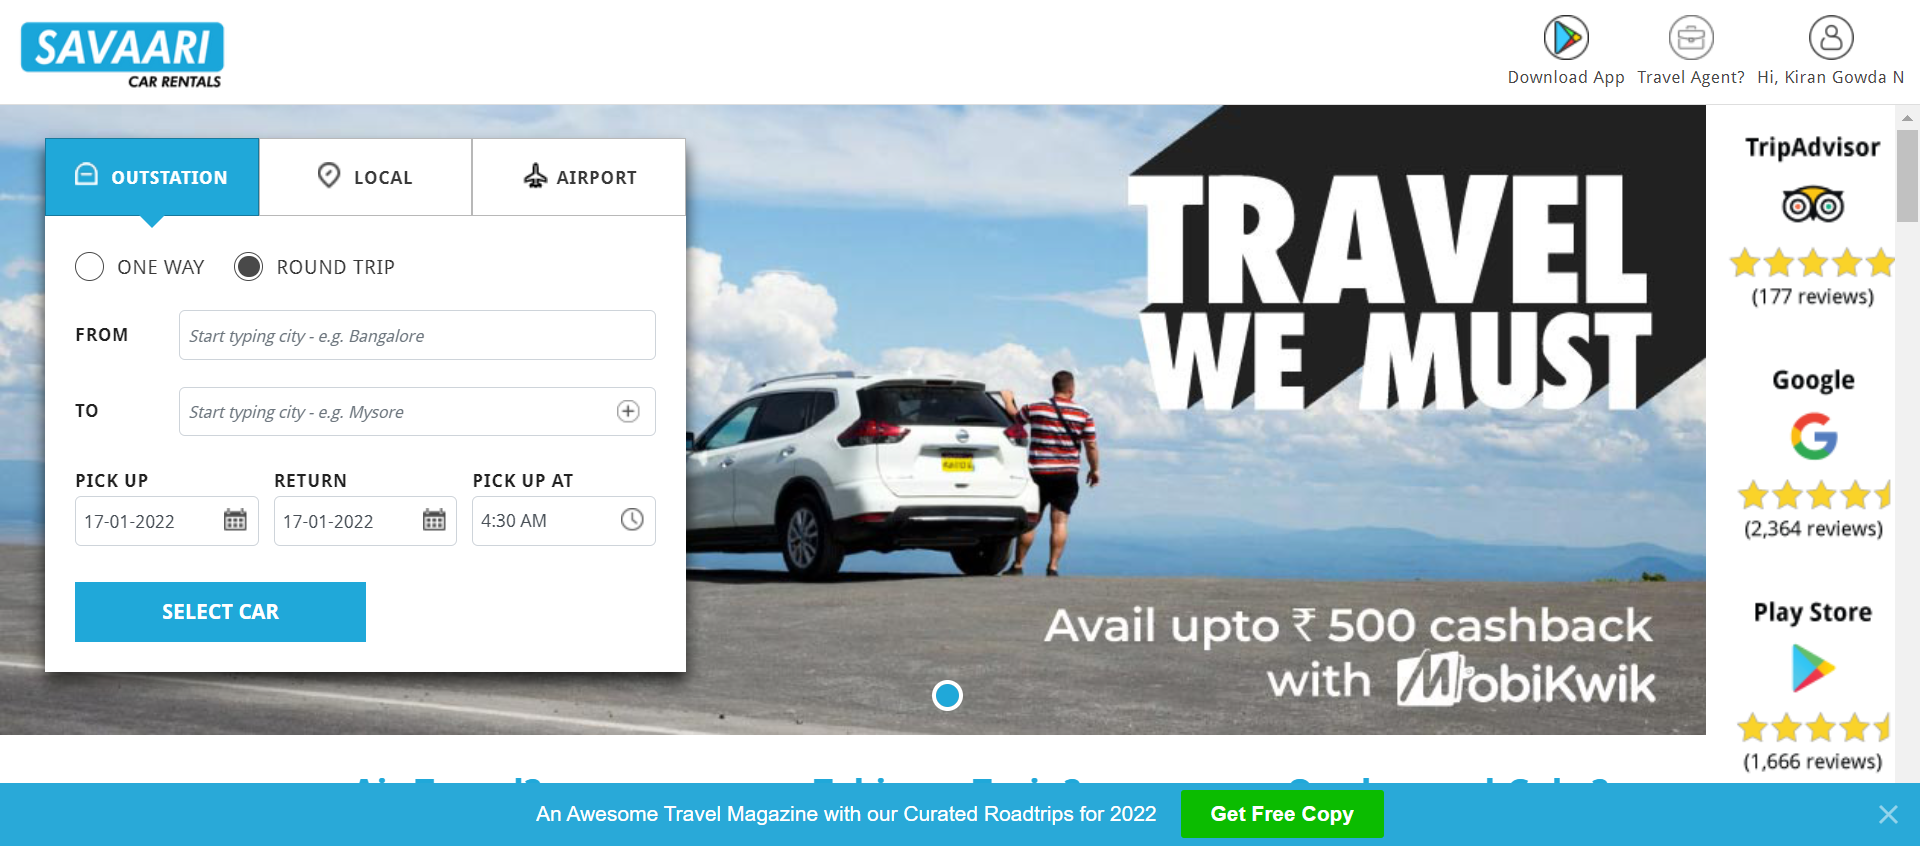 SAVAARI
CAR RENTALS
Download App
Travel Agent?
Hi, Kiran Gowda N
OUTSTATION
LOCAL
AIRPORT
ONE WAY
ROUND TRIP
FROM
Start typing city - e.g. Bangalore
TO
Start typing city - e.g. Mysore
PICK UP
RETURN
PICK UP AT
17-01-2022
17-01-2022
4:30 AM
SELECT CAR
TRAVEL
WE MUST
Avail upto ₹ 500 cashback
with MobiKwik
TripAdvisor
(177 reviews)
Google
(2,364 reviews)
Play Store
(1,666 reviews)
An Awesome Travel Magazine with our Curated Roadtrips for 2022
Get Free Copy